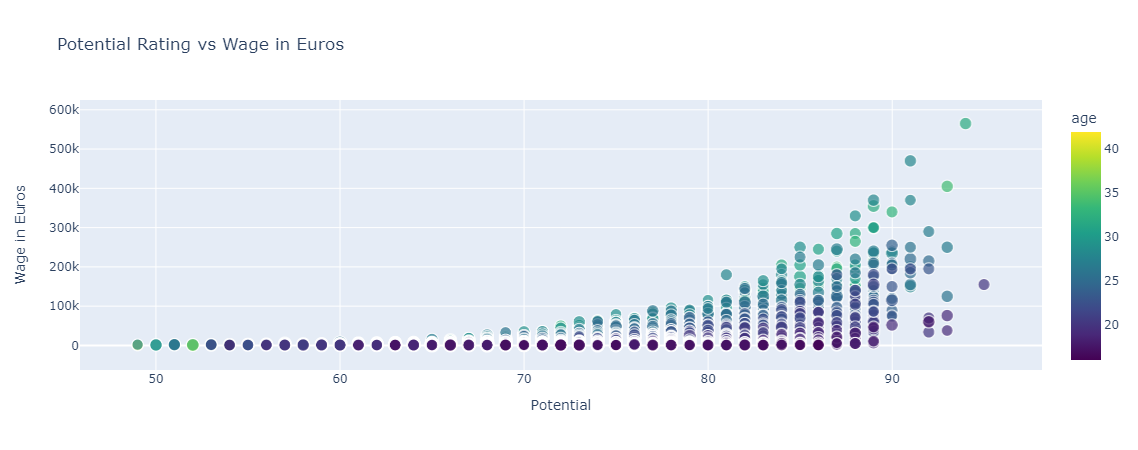 Potential Rating vs Wage in Euros
600k
500k
400k
300k
200k
100k
0
Wage in Euros
50 60 70 80 90
Potential
age
40
35
30
25
20